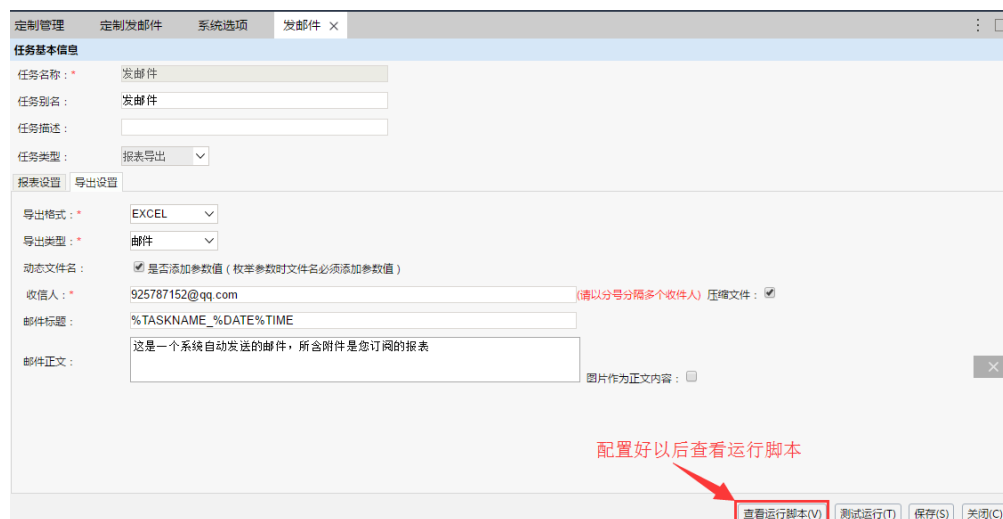 定制管理 定制发邮件 系统选项 发邮件 ×
任务基本信息
任务名称：* 发邮件
任务别名： 发邮件
任务描述：
任务类型： 报表导出
报表设置 导出设置
导出格式：* EXCEL
导出类型：* 邮件
动态文件名： 是否添加参数值（枚举参数时文件名必须添加参数值）
收信人：* 925787152@qq.com (请以分号分隔多个收件人) 压缩文件：
邮件标题： %TASKNAME_%DATE%TIME
邮件正文： 这是一个系统自动发送的邮件，所含附件是您订阅的报表
图片作为正文内容：
配置好以后查看运行脚本
查看运行脚本(V) 测试运行(T) 保存(S) 关闭(C)